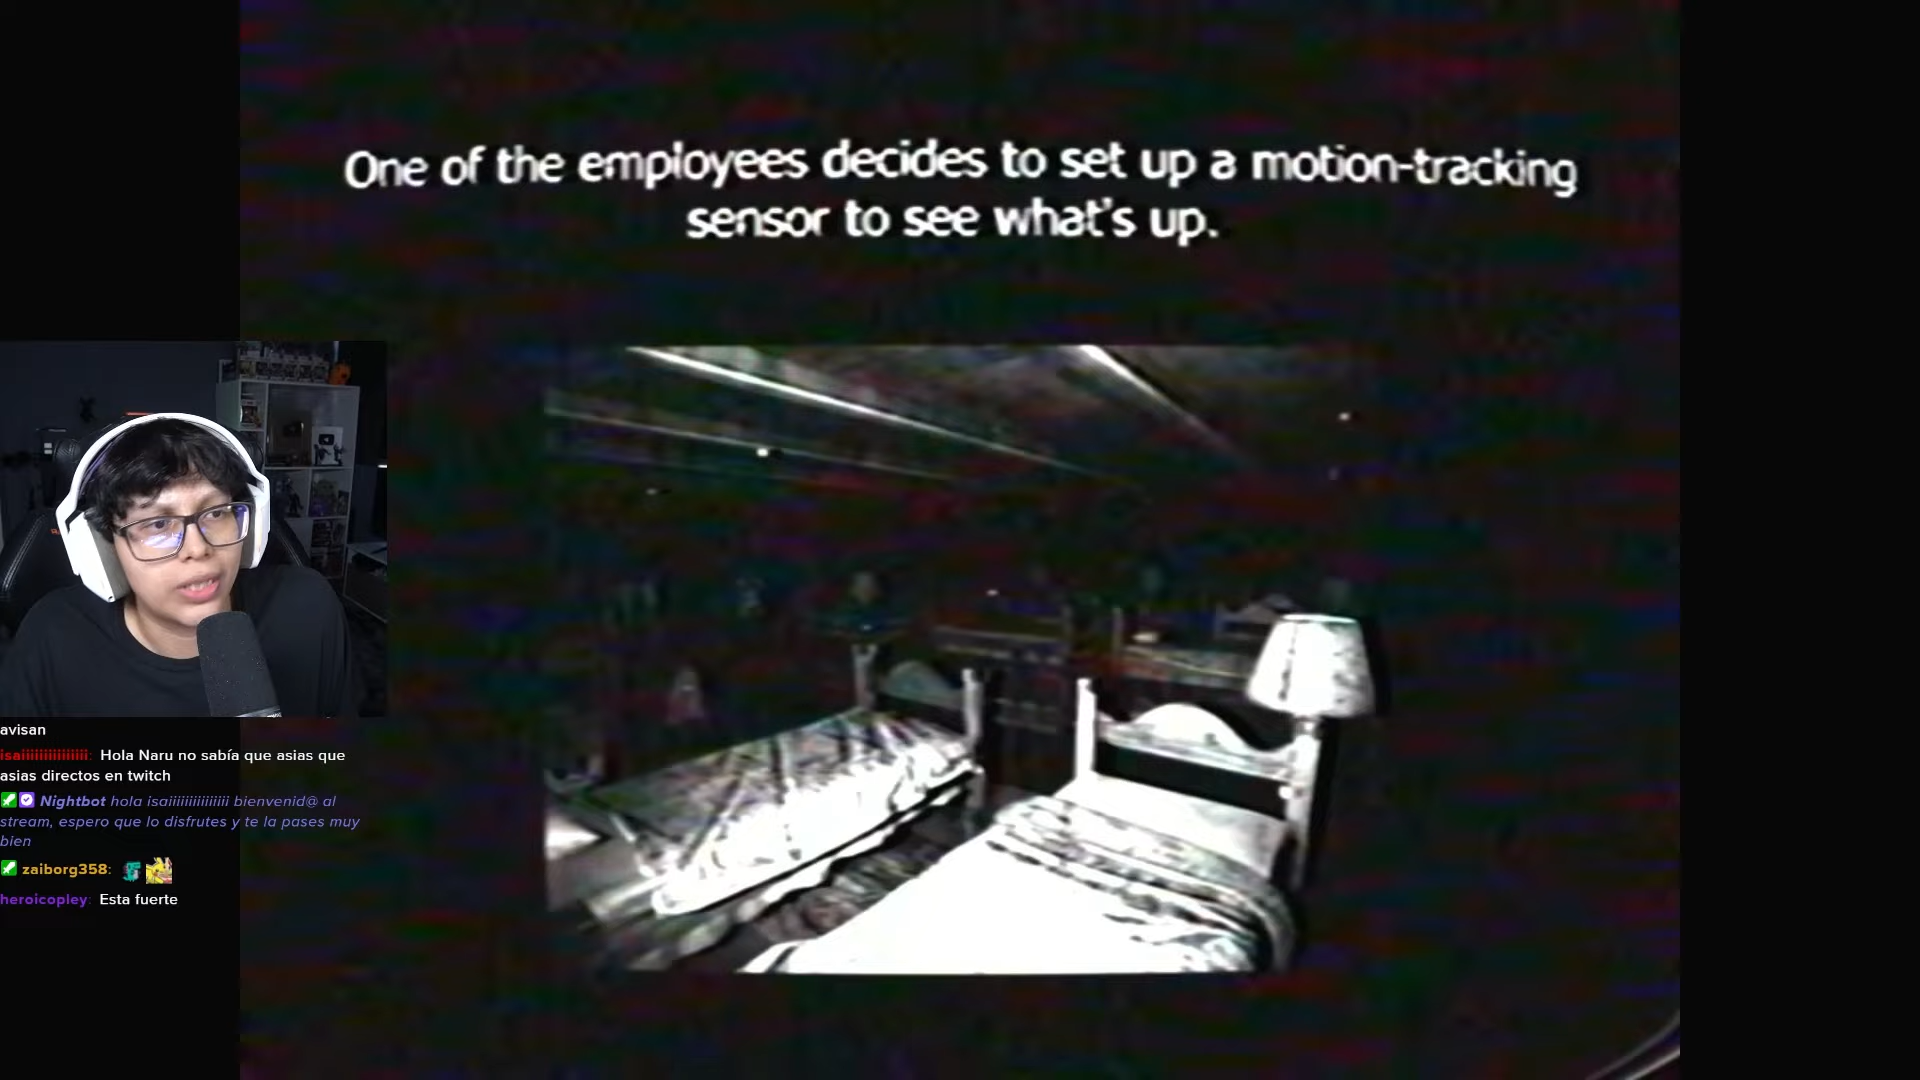 One of the employees decides to set up a motion-tracking
sensor to see what's up.
avisan
isaiiiiiiiiiiiiiii: Hola Naru no sabía que asias que
asias directos en twitch
Nightbot hola isaiiiiiiiiiiiiiii bienvenid@ al
stream, espero que lo disfrutes y te la pases muy
bien
zaiborg358:
heroicopley: Esta fuerte